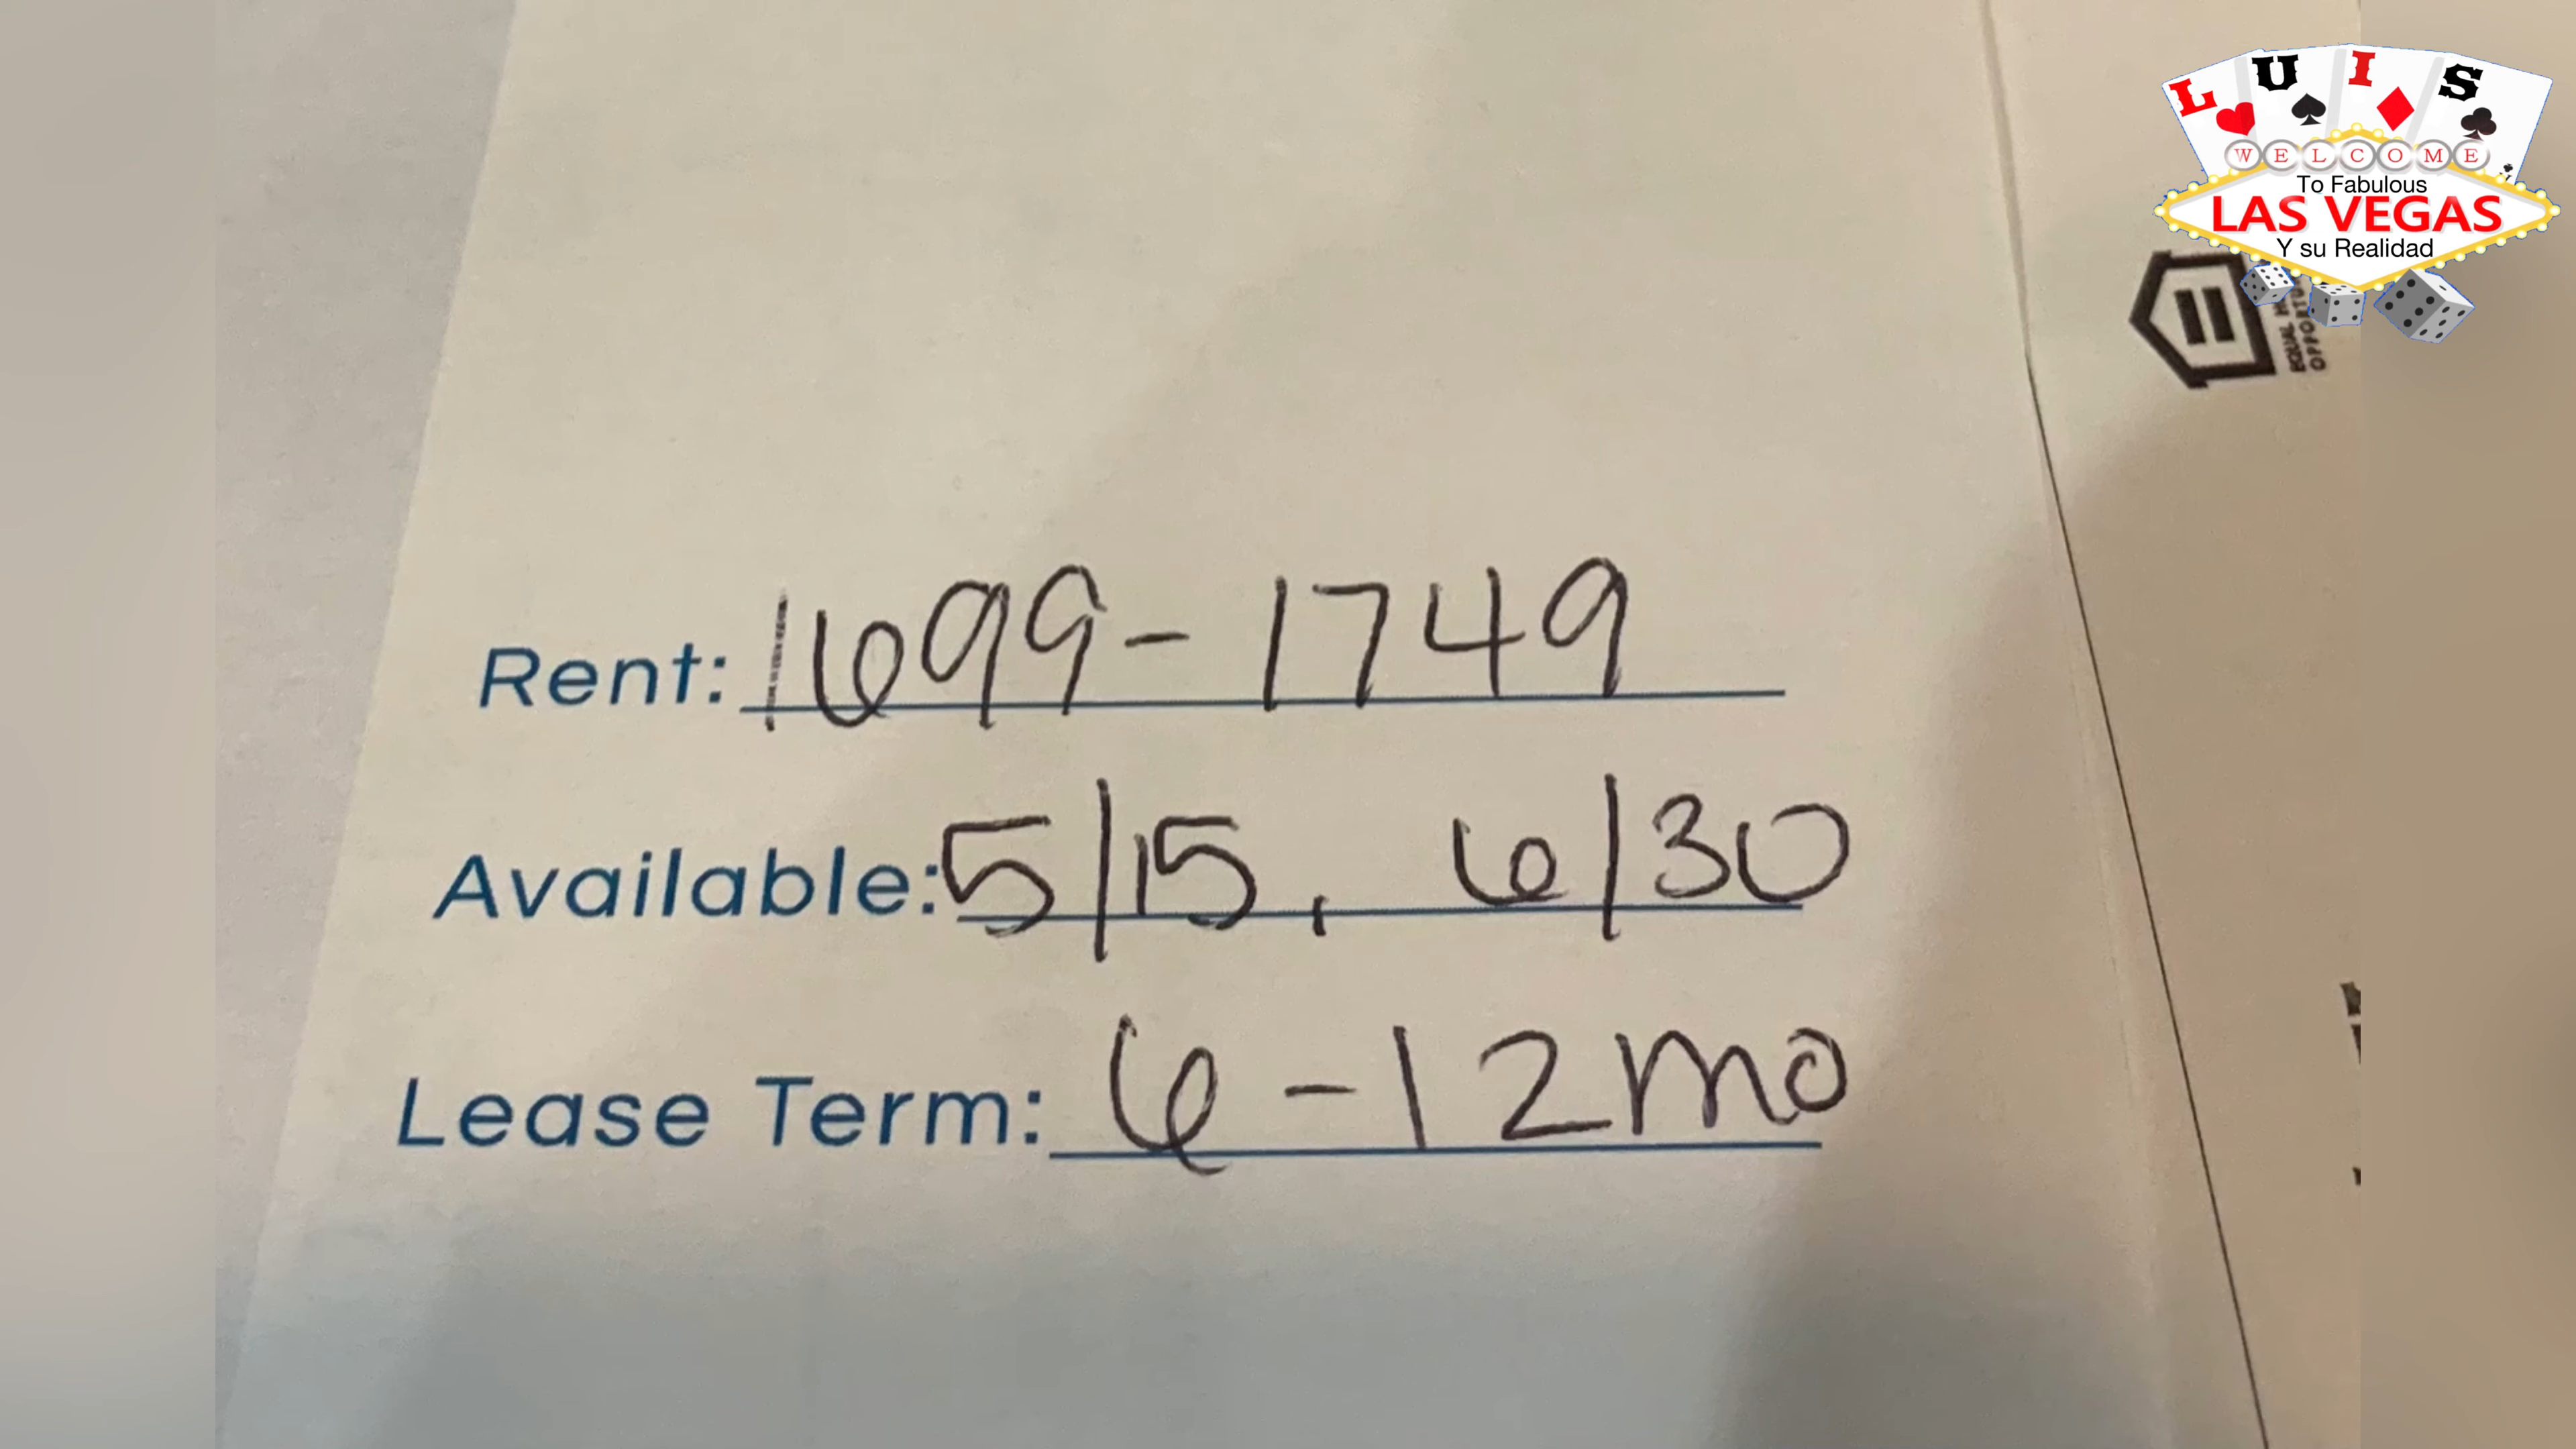 L U I S
WELCOME
To Fabulous
LAS VEGAS
Y su Realidad
Rent: 1699-1749
Available: 5/15, 6/30
Lease Term: 6-12mo